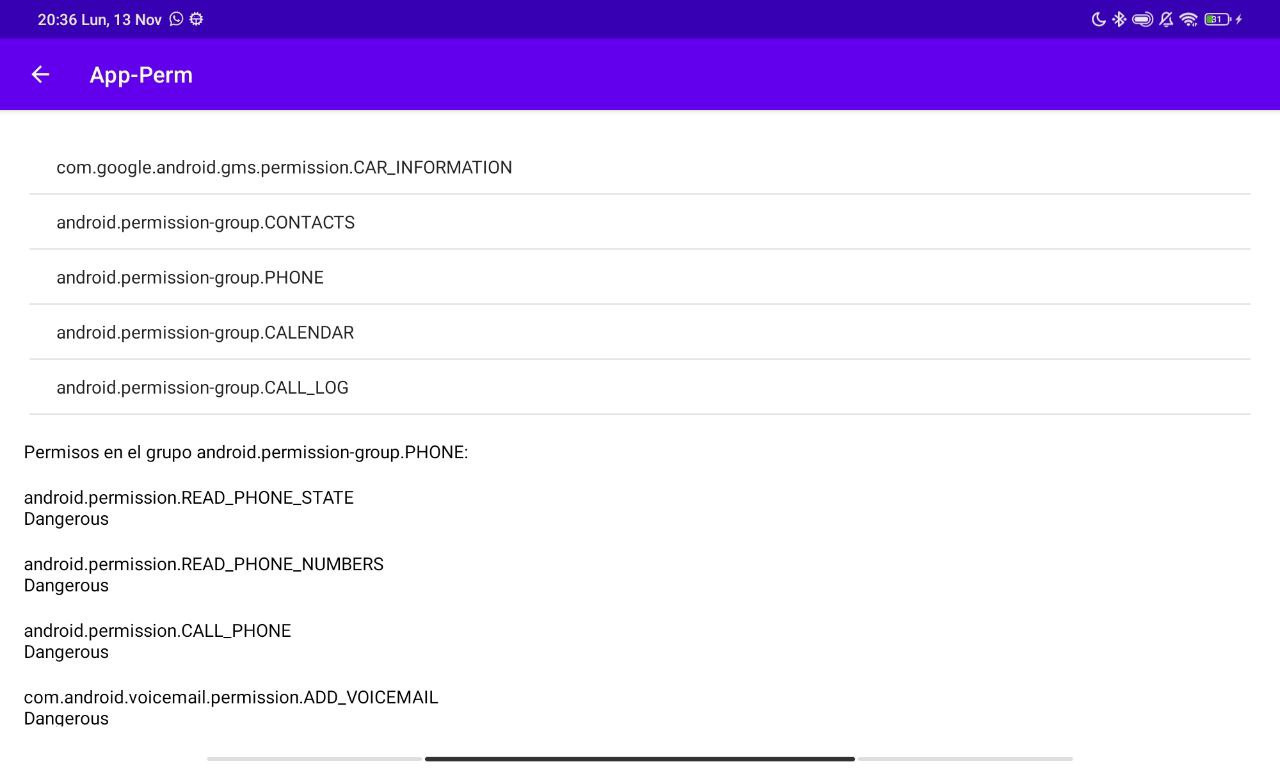 20:36 Lun, 13 Nov
31
App-Perm
com.google.android.gms.permission.CAR_INFORMATION
android.permission-group.CONTACTS
android.permission-group.PHONE
android.permission-group.CALENDAR
android.permission-group.CALL_LOG
Permisos en el grupo android.permission-group.PHONE:
android.permission.READ_PHONE_STATE
Dangerous
android.permission.READ_PHONE_NUMBERS
Dangerous
android.permission.CALL_PHONE
Dangerous
com.android.voicemail.permission.ADD_VOICEMAIL
Dangerous